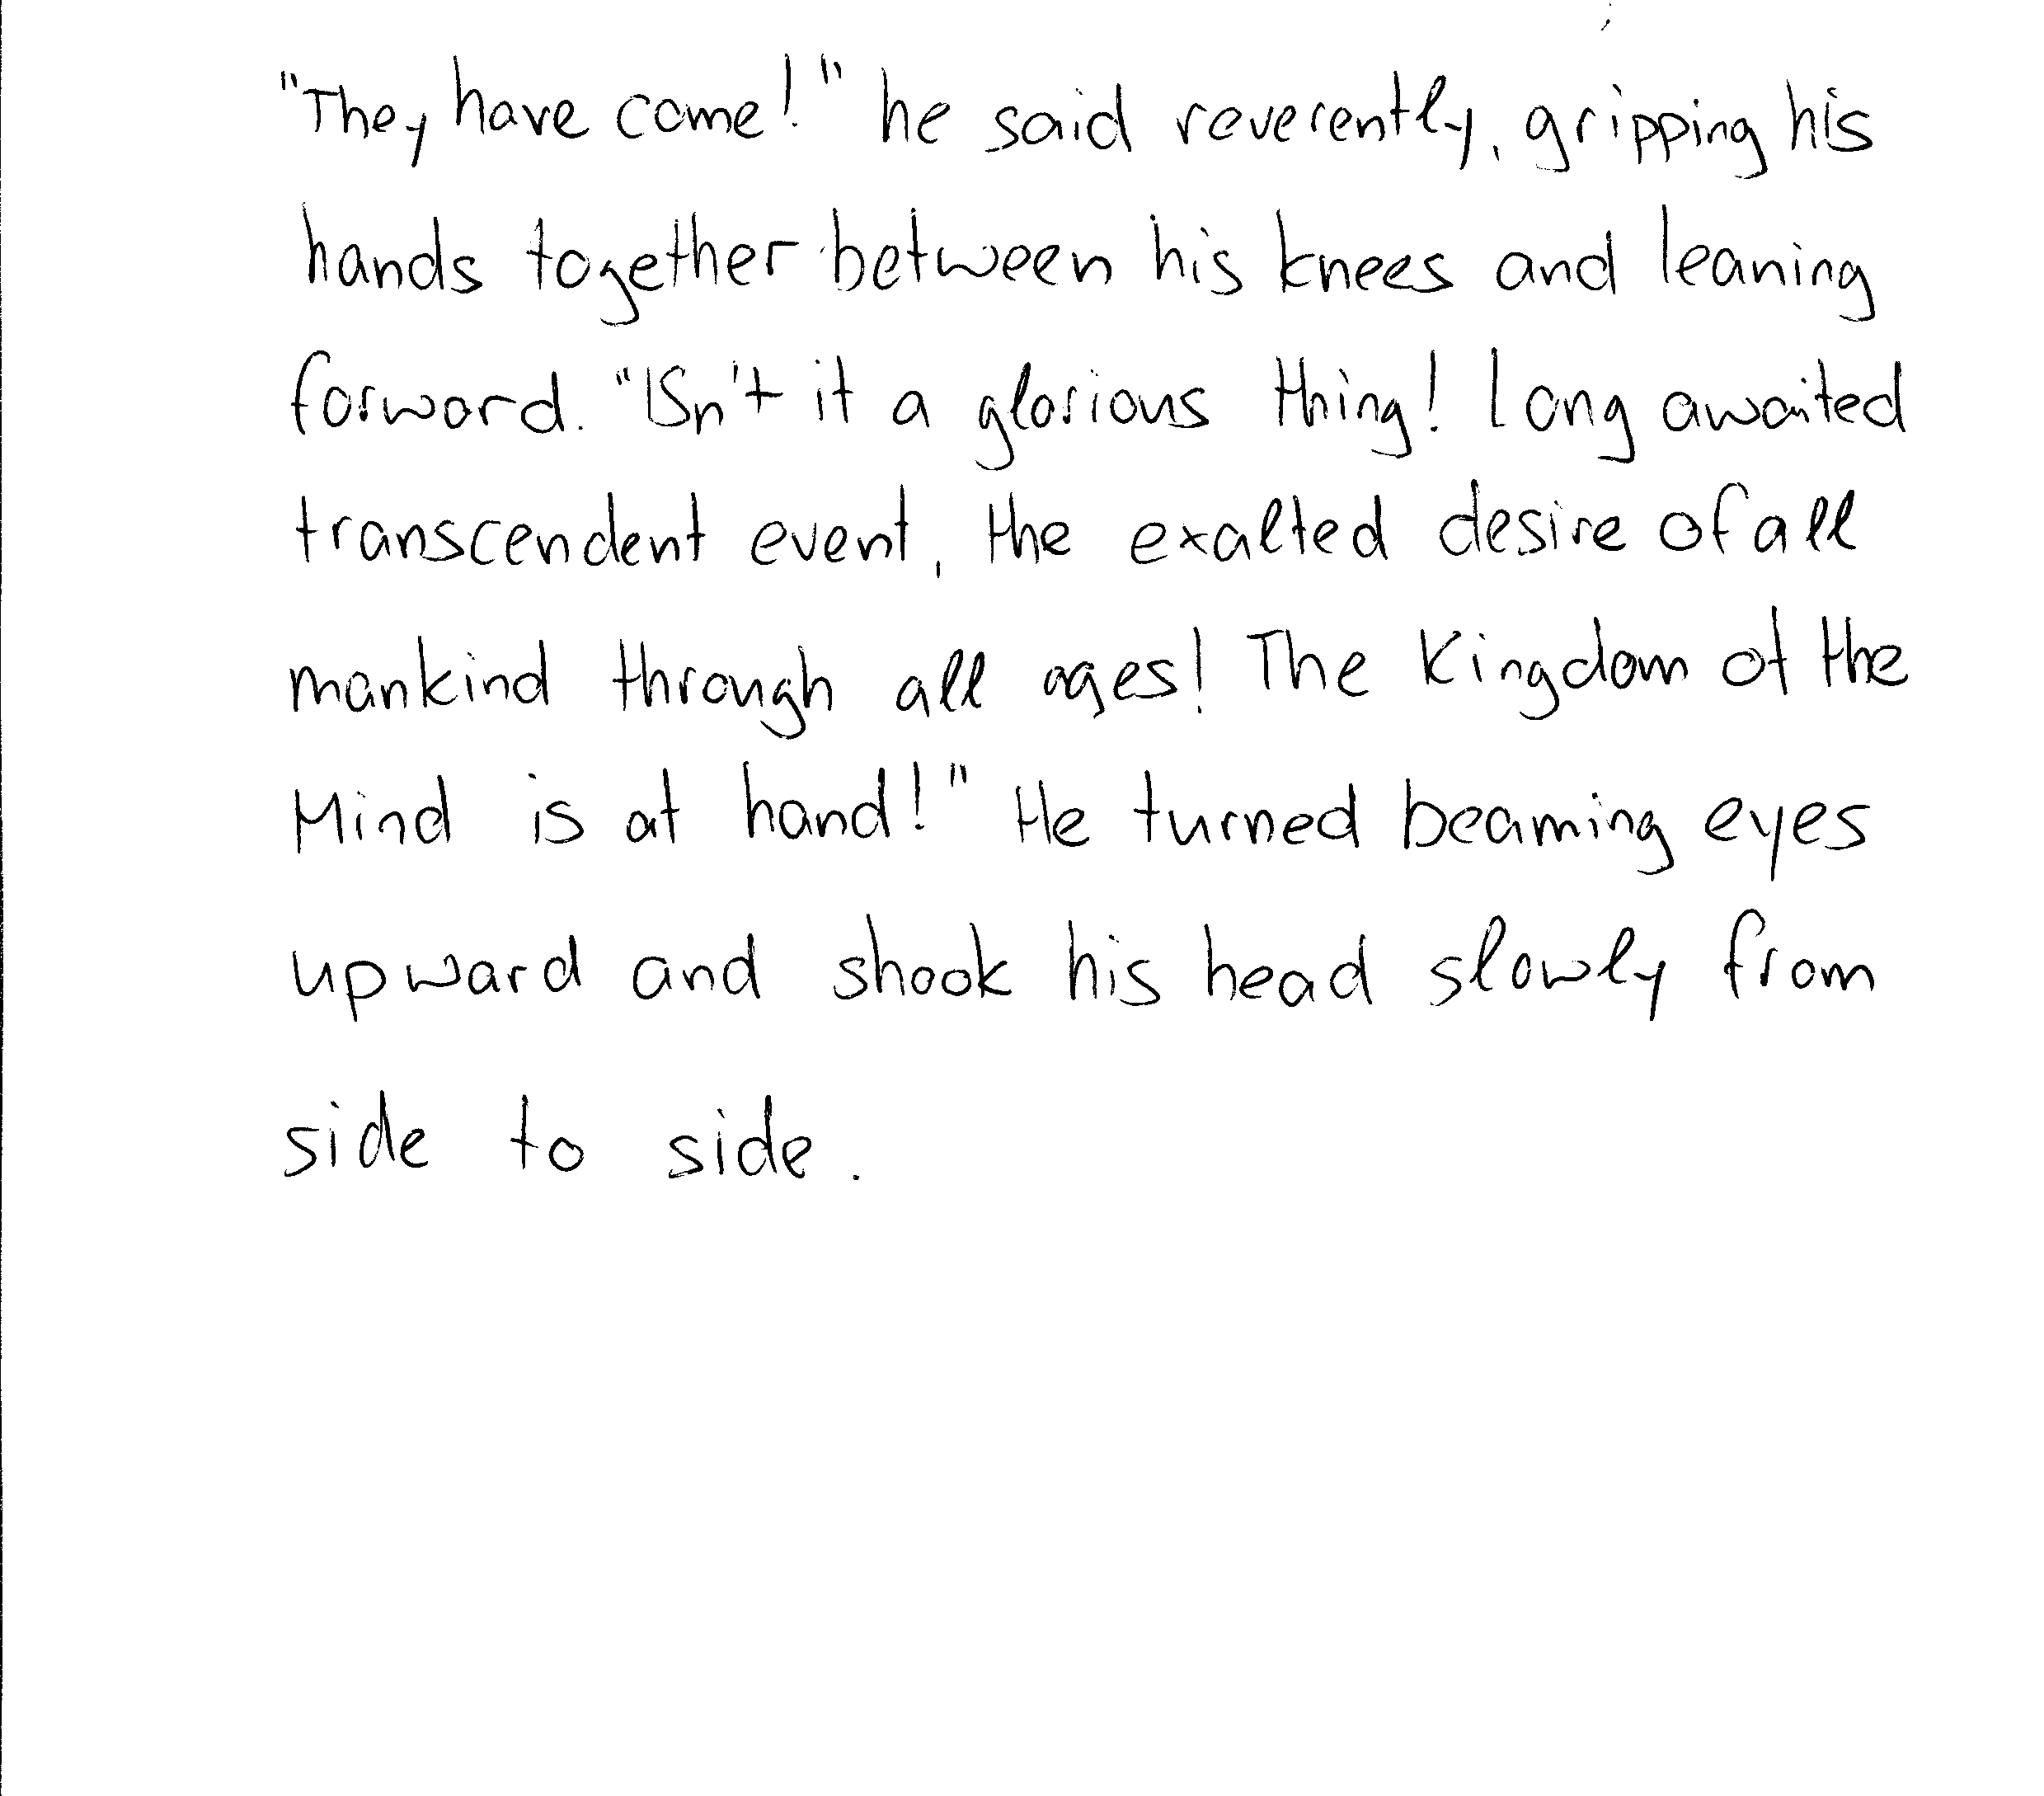 "They have come!" he said reverently, gripping his
hands together between his knees and leaning
forward. "Isn't it a glorious thing! Long awaited
transcendent event, the exalted desire of all
mankind through all ages! The Kingdom of the
Mind is at hand!" He turned beaming eyes
upward and shook his head slowly from
side to side.